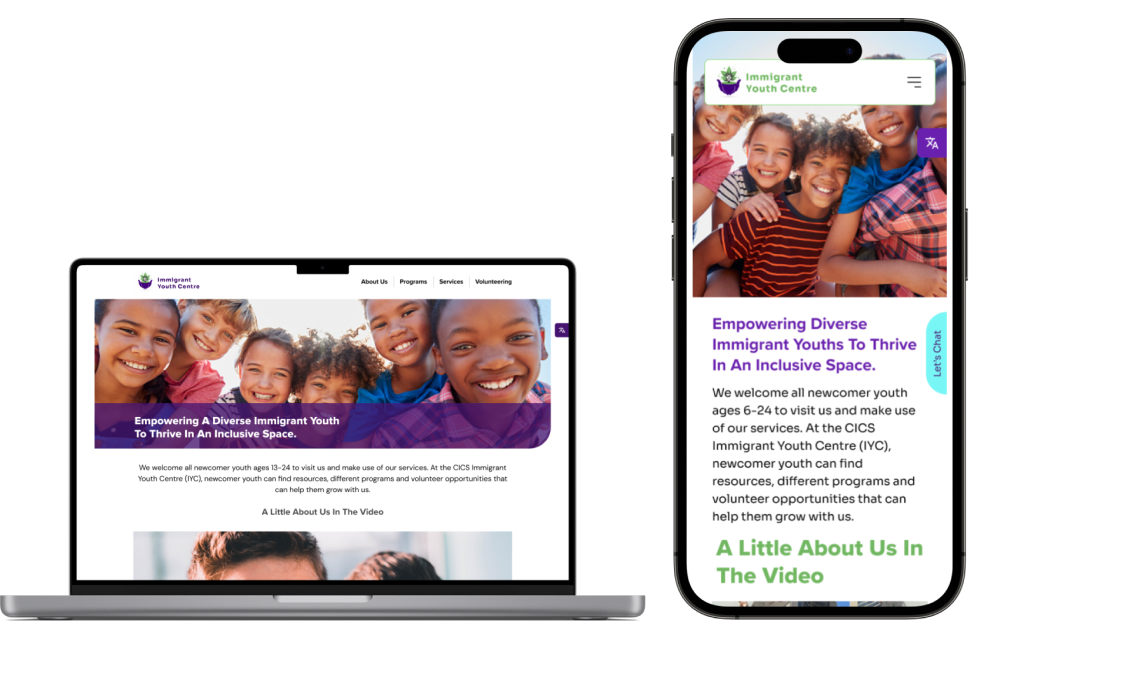 Immigrant
Youth Centre
About Us
Programs
Services
Volunteering
Empowering A Diverse Immigrant Youth
To Thrive In An Inclusive Space.
We welcome all newcomer youth ages 13-24 to visit us and make use of our services. At the CICS Immigrant
Youth Centre (IYC), newcomer youth can find resources, different programs and volunteer opportunities that
can help them grow with us.
A Little About Us In The Video
Immigrant
Youth Centre
Empowering Diverse
Immigrant Youths To Thrive
In An Inclusive Space.
Let's Chat
We welcome all newcomer youth
ages 6-24 to visit us and make use
of our services. At the CICS
Immigrant Youth Centre (IYC),
newcomer youth can find
resources, different programs and
volunteer opportunities that can
help them grow with us.
A Little About Us In
The Video